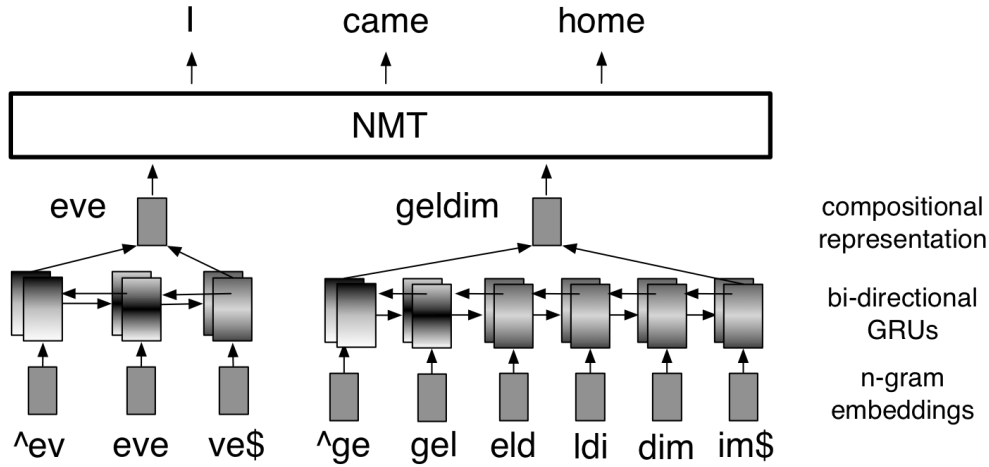 I came home
NMT
eve geldim compositional
representation
bi-directional
GRUs
n-gram
embeddings
^ev eve ve$ ^ge gel eld ldi dim im$